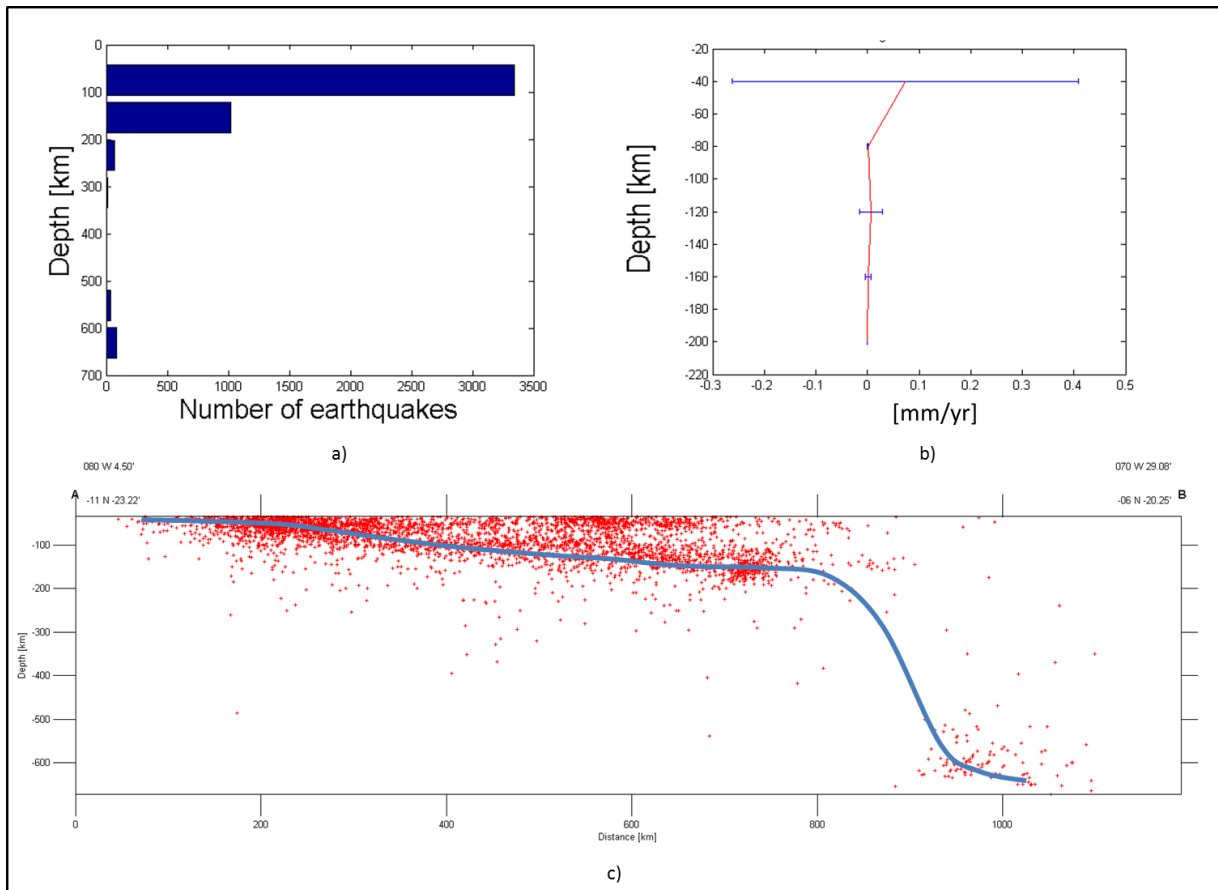 0
100
200
300
400
500
600
700
0 500 1000 1500 2000 2500 3000 3500
Depth [km]
Number of earthquakes
a)
-20
-40
-60
-80
-100
-120
-140
-160
-180
-200
-220
-0.3 -0.2 -0.1 0 0.1 0.2 0.3 0.4 0.5
Depth [km]
[mm/yr]
b)
080 W 4.50'
070 W 29.08'
A
B
-11 N -23.22'
-06 N -20.25'
-100
-200
-300
-400
-500
-600
Depth [km]
0 200 400 600 800 1000
Distance [km]
c)